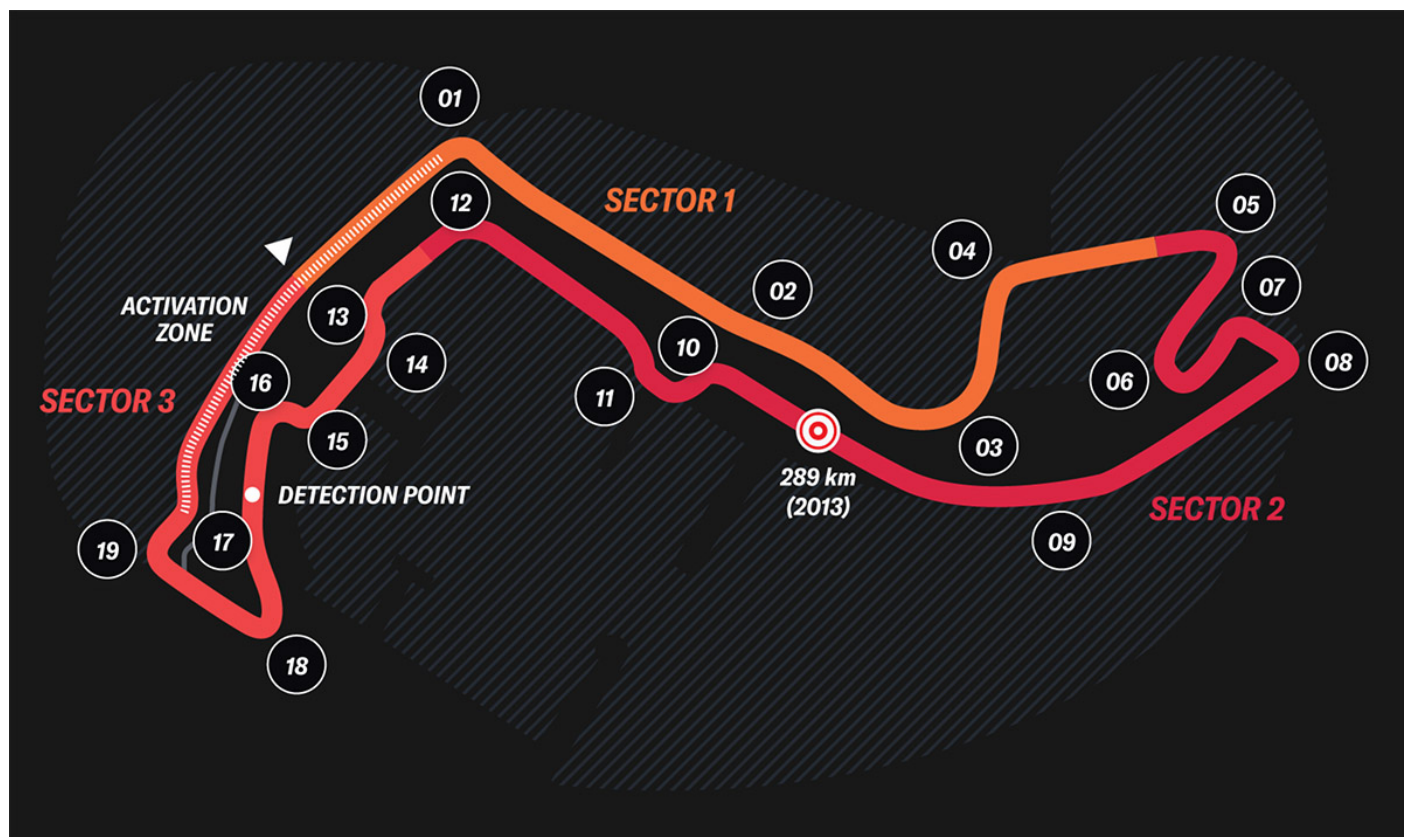 01
12
SECTOR 1
05
04
02
07
ACTIVATION
ZONE
13
10
08
14
16
06
11
SECTOR 3
15
03
289 km
(2013)
DETECTION POINT
SECTOR 2
19
17
09
18